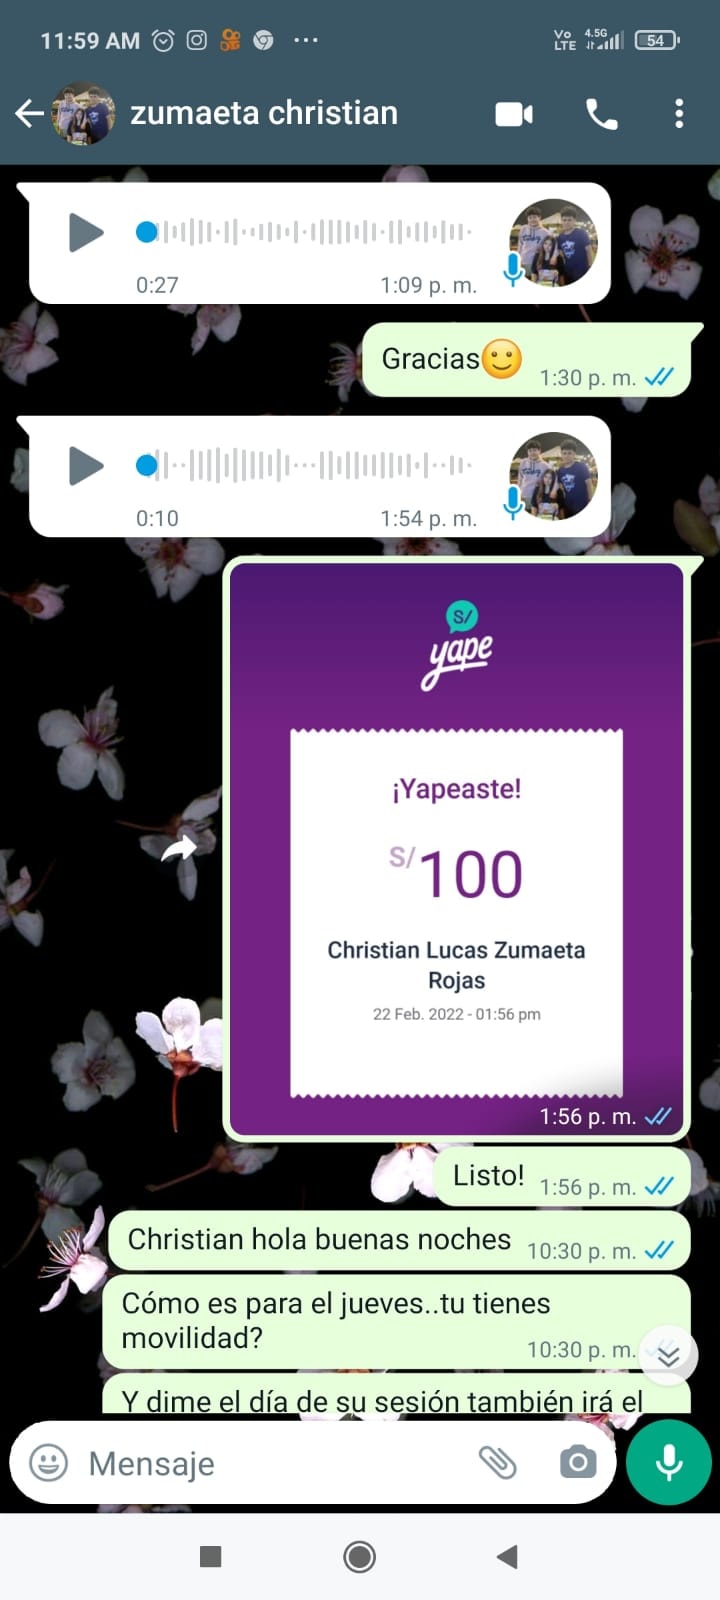 11:59 AM
Vo LTE 4.5G 54
zumaeta christian
0:27 1:09 p. m.
Gracias🙂 1:30 p. m.
0:10 1:54 p. m.
S/
yape
¡Yapeaste!
S/100
Christian Lucas Zumaeta
Rojas
22 Feb. 2022 - 01:56 pm
1:56 p. m.
Listo! 1:56 p. m.
Christian hola buenas noches 10:30 p. m.
Cómo es para el jueves..tu tienes
movilidad? 10:30 p. m.
Y dime el día de su sesión también irá el
Mensaje